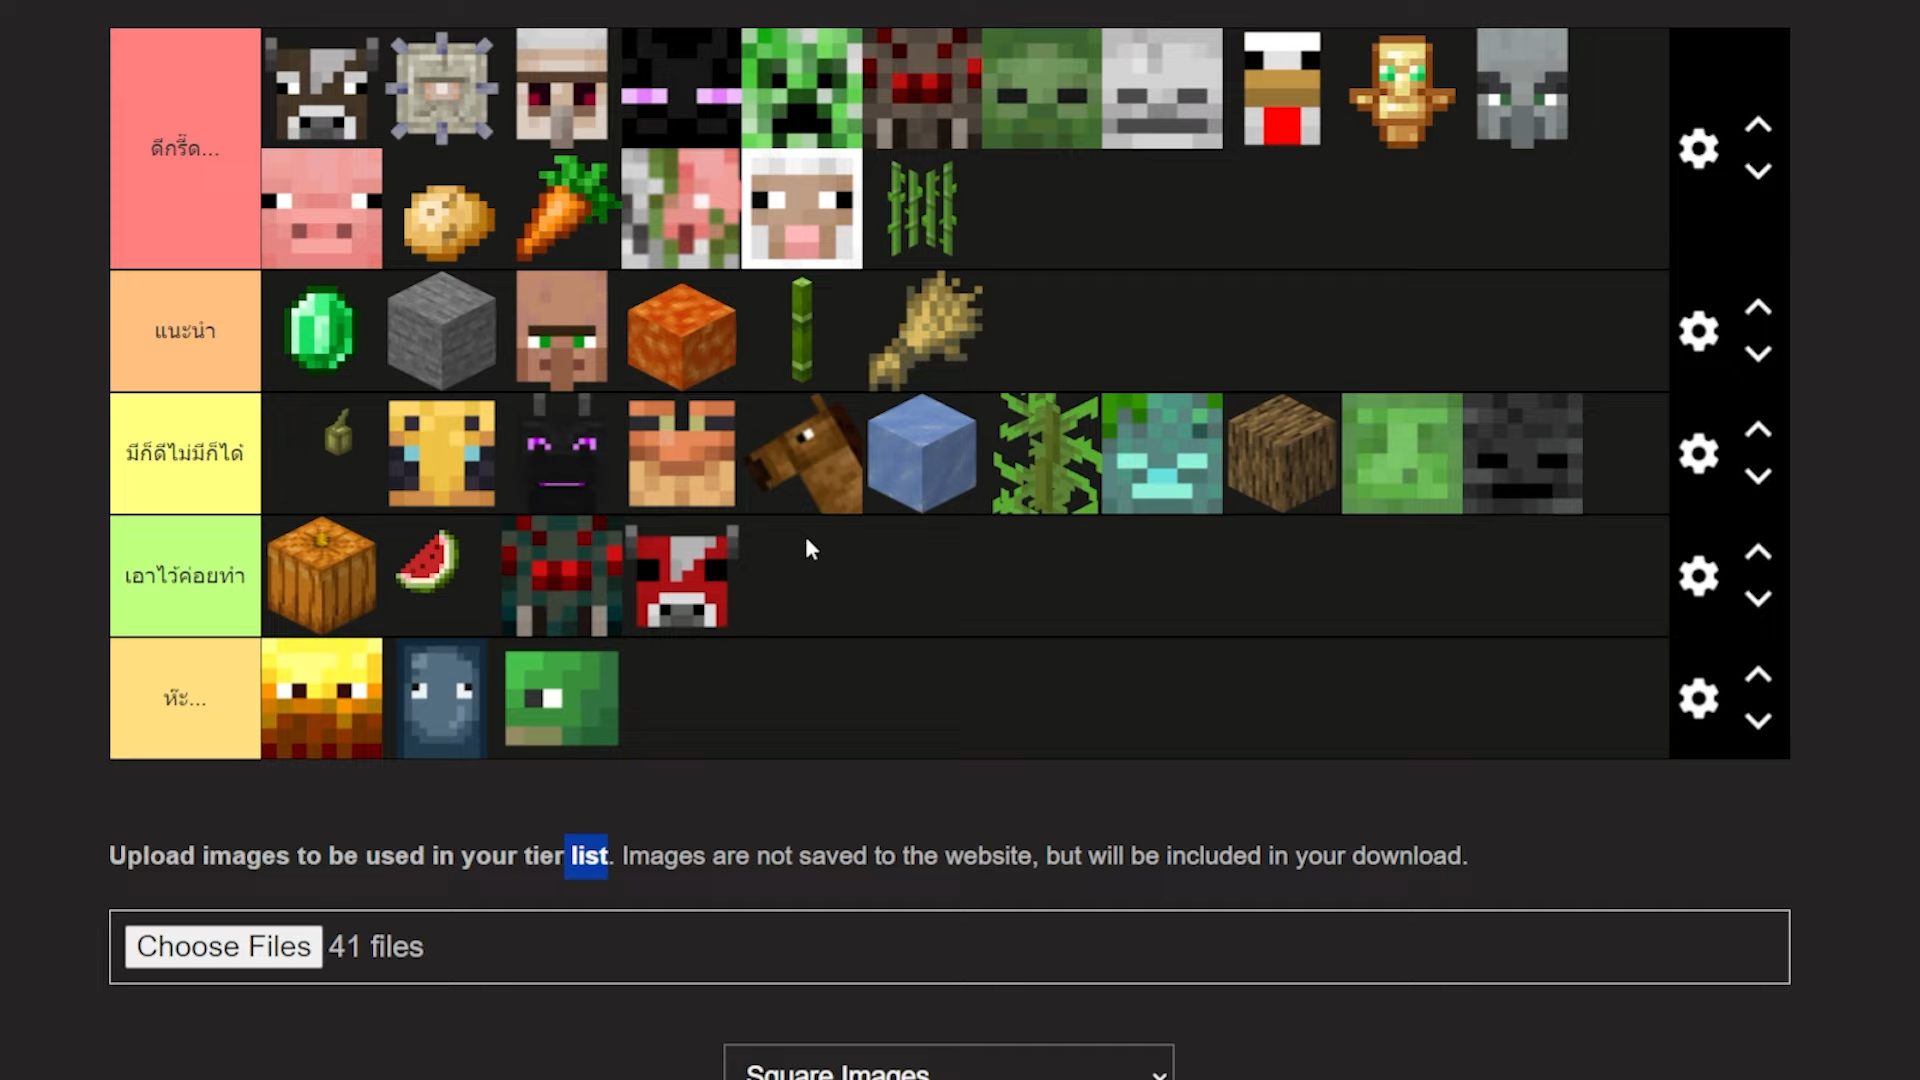 ดีกรี๊ด...
แนะนำ
มีก็ดีไม่มีก็ได้
เอาไว้ค่อยทำ
ห๊ะ...
Upload images to be used in your tier list. Images are not saved to the website, but will be included in your download.
Choose Files 41 files
Square Images